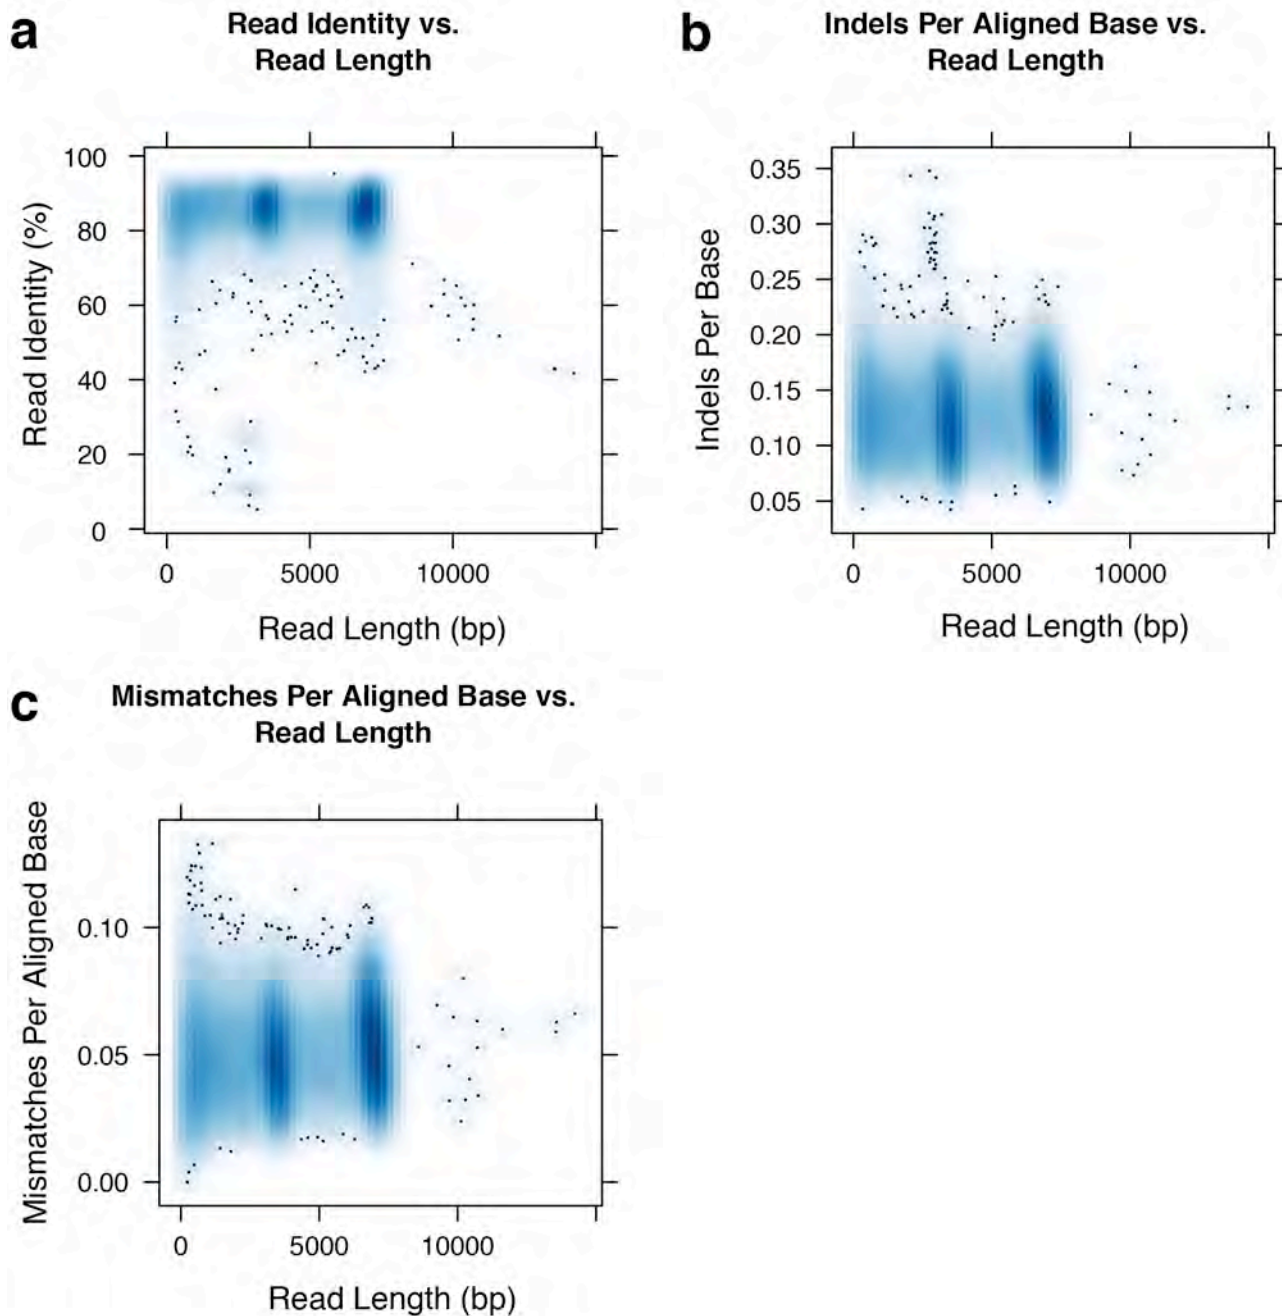 a
Read Identity vs.
Read Length
100
80
60
40
20
0
Read Identity (%)
0 5000 10000
Read Length (bp)
b
Indels Per Aligned Base vs.
Read Length
0.35
0.30
0.25
0.20
0.15
0.10
0.05
Indels Per Base
0 5000 10000
Read Length (bp)
c
Mismatches Per Aligned Base vs.
Read Length
0.10
0.05
0.00
Mismatches Per Aligned Base
0 5000 10000
Read Length (bp)